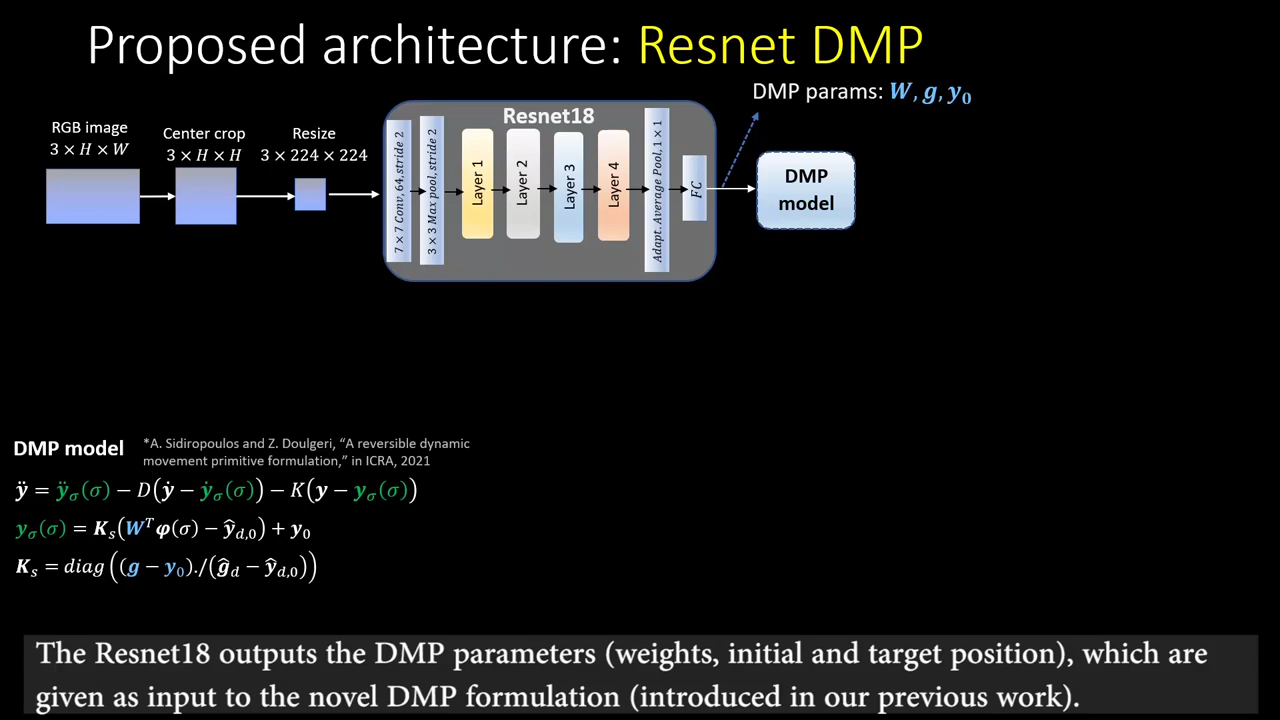 Proposed architecture: Resnet DMP
DMP params: W, g, y₀
RGB image
3 × H × W
Center crop
3 × H × H
Resize
3 × 224 × 224
Resnet18
7 × 7 Conv, 64, stride 2
3 × 3 Max pool, stride 2
Layer 1
Layer 2
Layer 3
Layer 4
Adapt. Average Pool, 1 × 1
FC
DMP
model
DMP model
*A. Sidiropoulos and Z. Doulgeri, “A reversible dynamic
movement primitive formulation,” in ICRA, 2021
ÿ = ÿ_σ(σ) − D(ẏ − ẏ_σ(σ)) − K(y − y_σ(σ))
y_σ(σ) = K_s(W^T φ(σ) − ŷ_{d,0}) + y₀
K_s = diag((g − y₀)./(ĝ_d − ŷ_{d,0}))
The Resnet18 outputs the DMP parameters (weights, initial and target position), which are
given as input to the novel DMP formulation (introduced in our previous work).